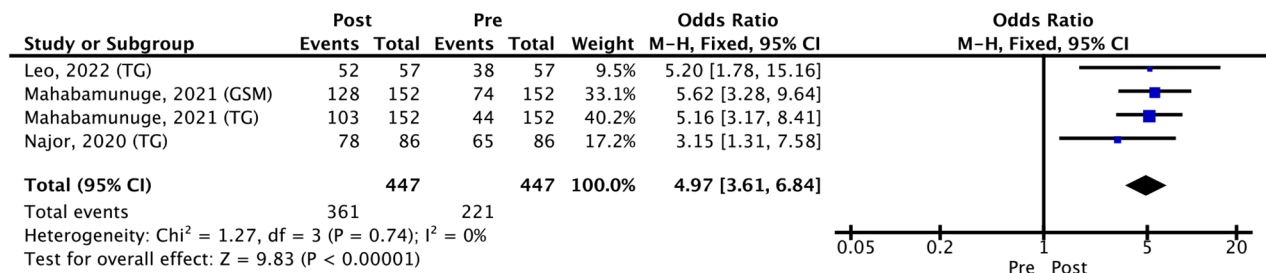 Post Pre Odds Ratio Odds Ratio
Study or Subgroup Events Total Events Total Weight M-H, Fixed, 95% CI M-H, Fixed, 95% CI
Leo, 2022 (TG) 52 57 38 57 9.5% 5.20 [1.78, 15.16]
Mahabamunuge, 2021 (GSM) 128 152 74 152 33.1% 5.62 [3.28, 9.64]
Mahabamunuge, 2021 (TG) 103 152 44 152 40.2% 5.16 [3.17, 8.41]
Najor, 2020 (TG) 78 86 65 86 17.2% 3.15 [1.31, 7.58]
Total (95% CI) 447 447 100.0% 4.97 [3.61, 6.84]
Total events 361 221
Heterogeneity: Chi² = 1.27, df = 3 (P = 0.74); I² = 0%
Test for overall effect: Z = 9.83 (P < 0.00001)
0.05 0.2 1 5 20
Pre Post